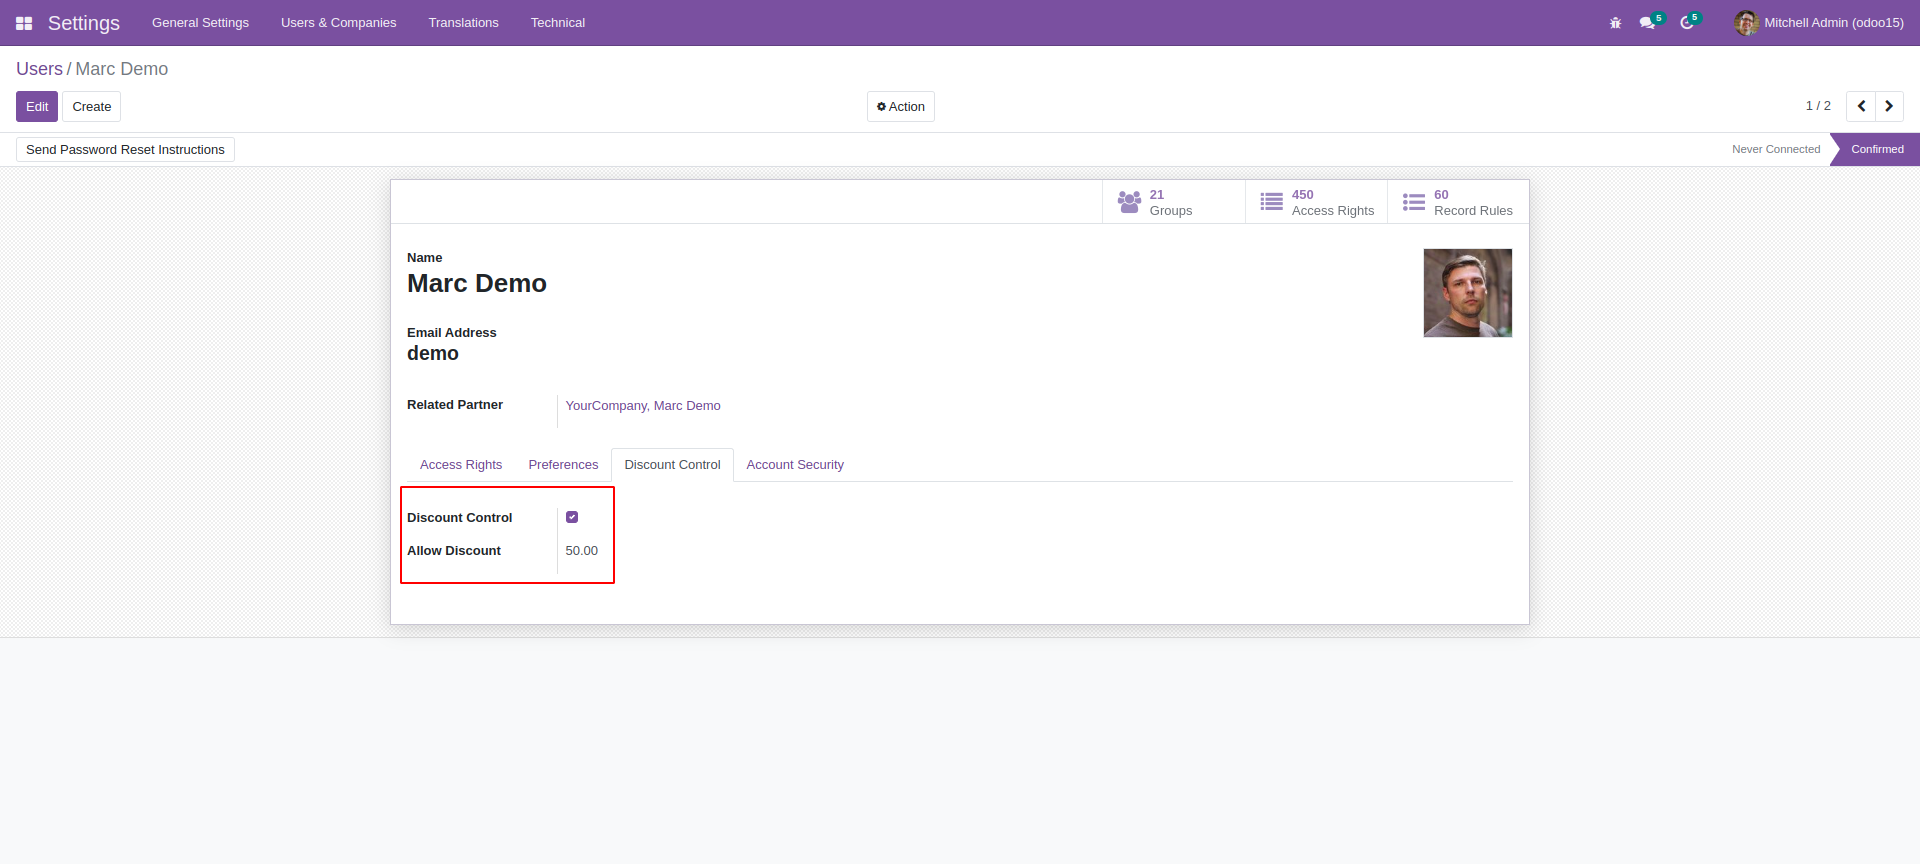 Settings General Settings Users & Companies Translations Technical 5 5 Mitchell Admin (odoo15)
Users / Marc Demo
Edit Create Action 1 / 2
Send Password Reset Instructions Never Connected Confirmed
21 450 60
Groups Access Rights Record Rules
Name
Marc Demo
Email Address
demo
Related Partner YourCompany, Marc Demo
Access Rights Preferences Discount Control Account Security
Discount Control
Allow Discount 50.00